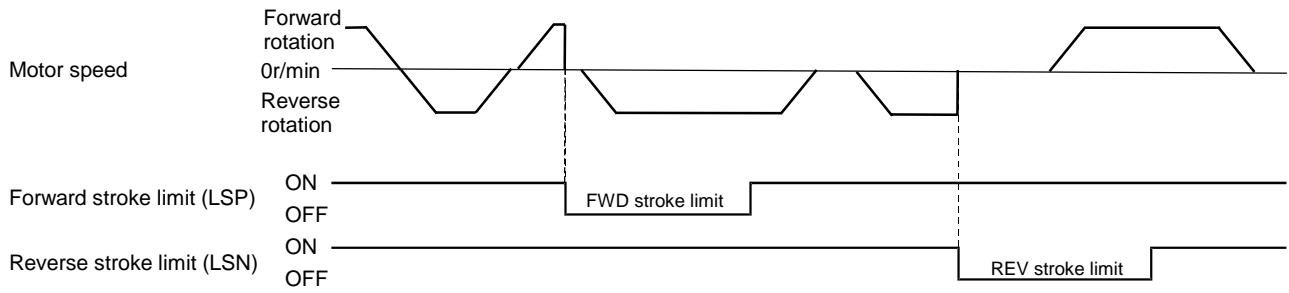 Forward
rotation
Motor speed
0r/min
Reverse
rotation
Forward stroke limit (LSP)
ON
OFF
FWD stroke limit
Reverse stroke limit (LSN)
ON
OFF
REV stroke limit